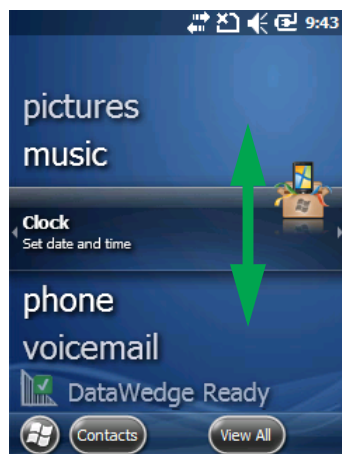 9:43
pictures
music
Clock
Set date and time
phone
voicemail
DataWedge Ready
Contacts
View All